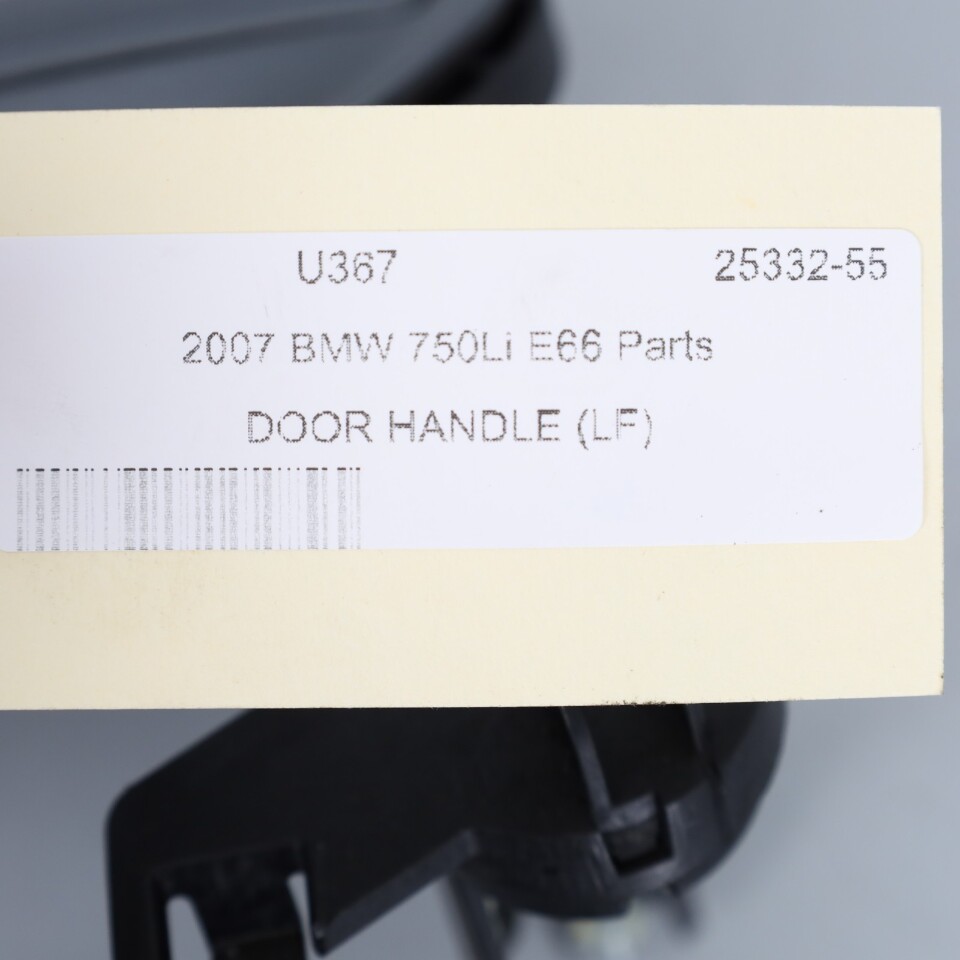 U367 25332-55
2007 BMW 750Li E66 Parts
DOOR HANDLE (LF)